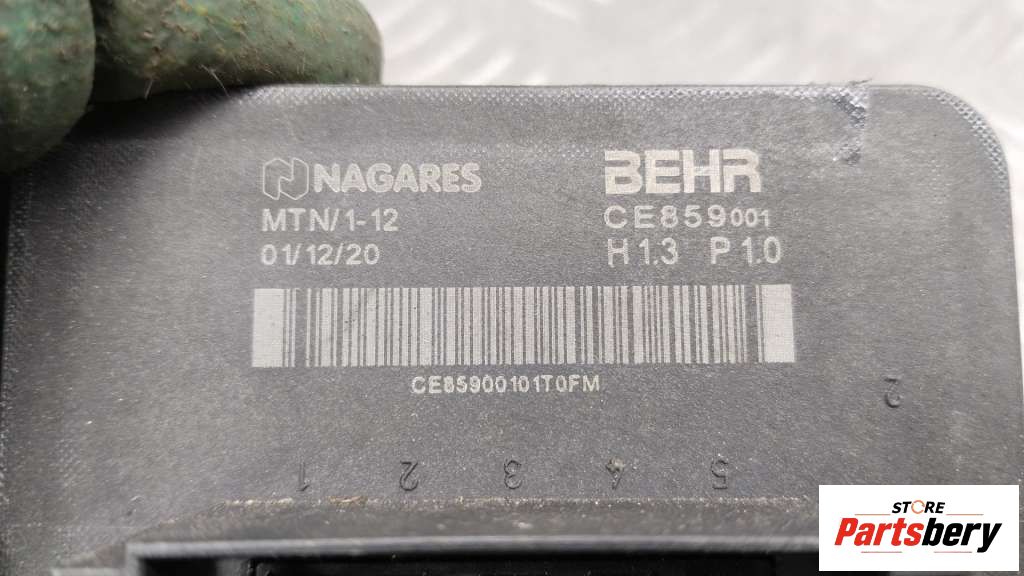 NAGARES
MTN/1-12
01/12/20
BEHR
CE859001
H1.3 P1.0
CE85900101T0FM
2
1 2 3 4 5
STORE
Partsbery